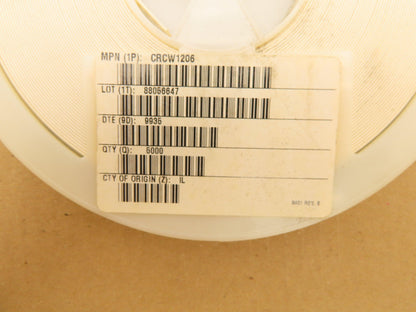 MPN (1P): CRCW1206
LOT (1T): 88056647
DTE (9D): 9935
QTY (Q): 5000
CTY OF ORIGIN (Z): IL